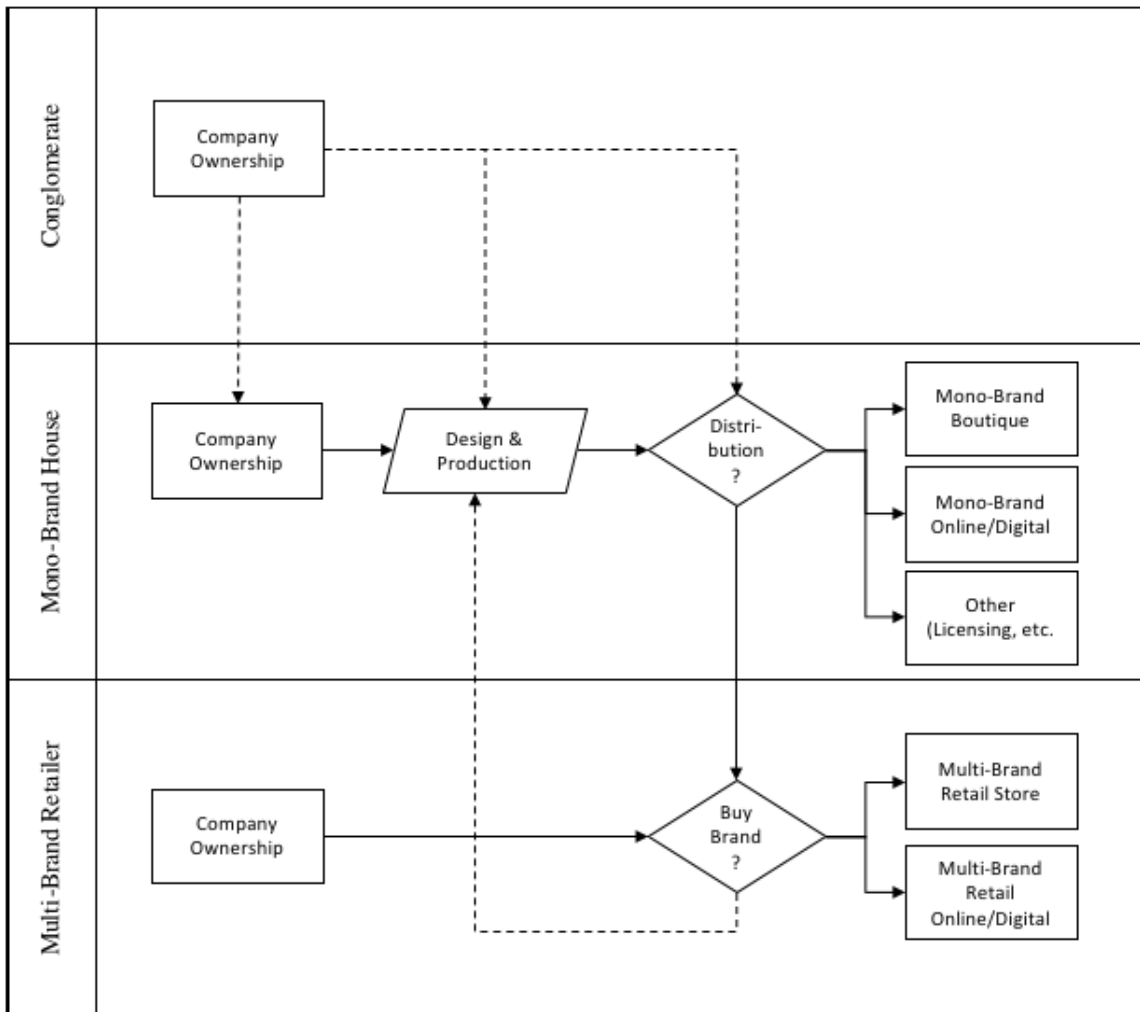 Conglomerate
Company
Ownership
Mono-Brand House
Company
Ownership
Design &
Production
Distri-
bution
?
Mono-Brand
Boutique
Mono-Brand
Online/Digital
Other
(Licensing, etc.
Multi-Brand Retailer
Company
Ownership
Buy
Brand
?
Multi-Brand
Retail Store
Multi-Brand
Retail
Online/Digital